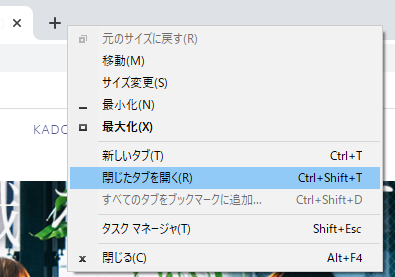 元のサイズに戻す(R)
移動(M)
サイズ変更(S)
最小化(N)
KADO
最大化(X)
新しいタブ(T) Ctrl+T
閉じたタブを開く(R) Ctrl+Shift+T
すべてのタブをブックマークに追加... Ctrl+Shift+D
タスク マネージャ(T) Shift+Esc
閉じる(C) Alt+F4